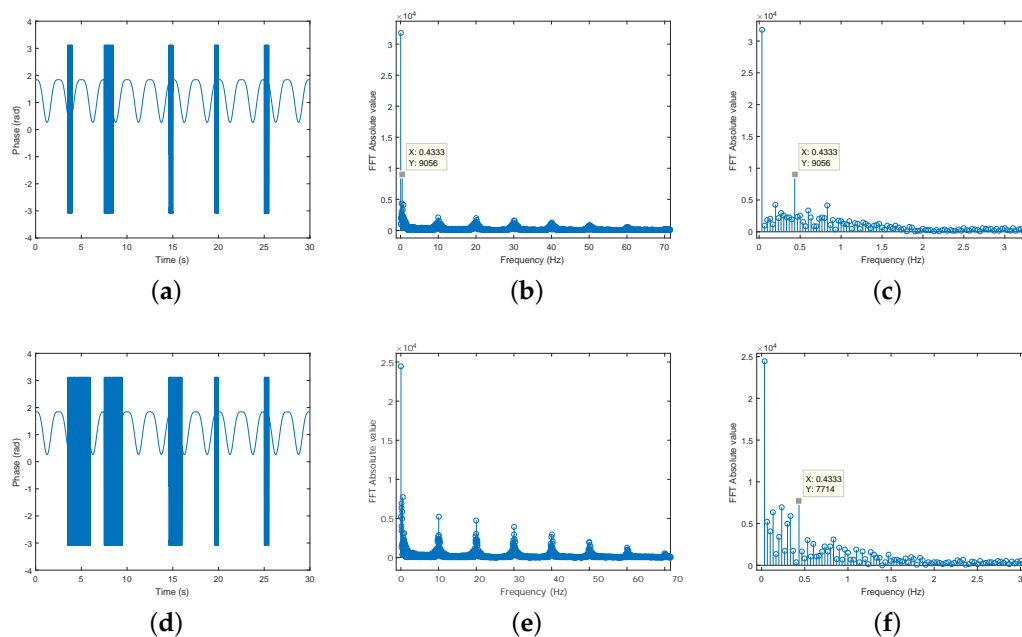 4
3
2
1
0
-1
-2
-3
-4
Phase (rad)
0 5 10 15 20 25 30
Time (s)
(a)
×10⁴
3.5
3
2.5
2
1.5
1
0.5
0
FFT Absolute value
X: 0.4333
Y: 9056
0 10 20 30 40 50 60 70
Frequency (Hz)
(b)
×10⁴
3.5
3
2.5
2
1.5
1
0.5
0
FFT Absolute value
X: 0.4333
Y: 9056
0 0.5 1 1.5 2 2.5 3
Frequency (Hz)
(c)
4
3
2
1
0
-1
-2
-3
-4
Phase (rad)
0 5 10 15 20 25 30
Time (s)
(d)
×10⁴
2.5
2
1.5
1
0.5
0
FFT Absolute value
0 10 20 30 40 50 60 70
Frequency (Hz)
(e)
×10⁴
2.5
2
1.5
1
0.5
0
FFT Absolute value
X: 0.4333
Y: 7714
0 0.5 1 1.5 2 2.5 3
Frequency (Hz)
(f)